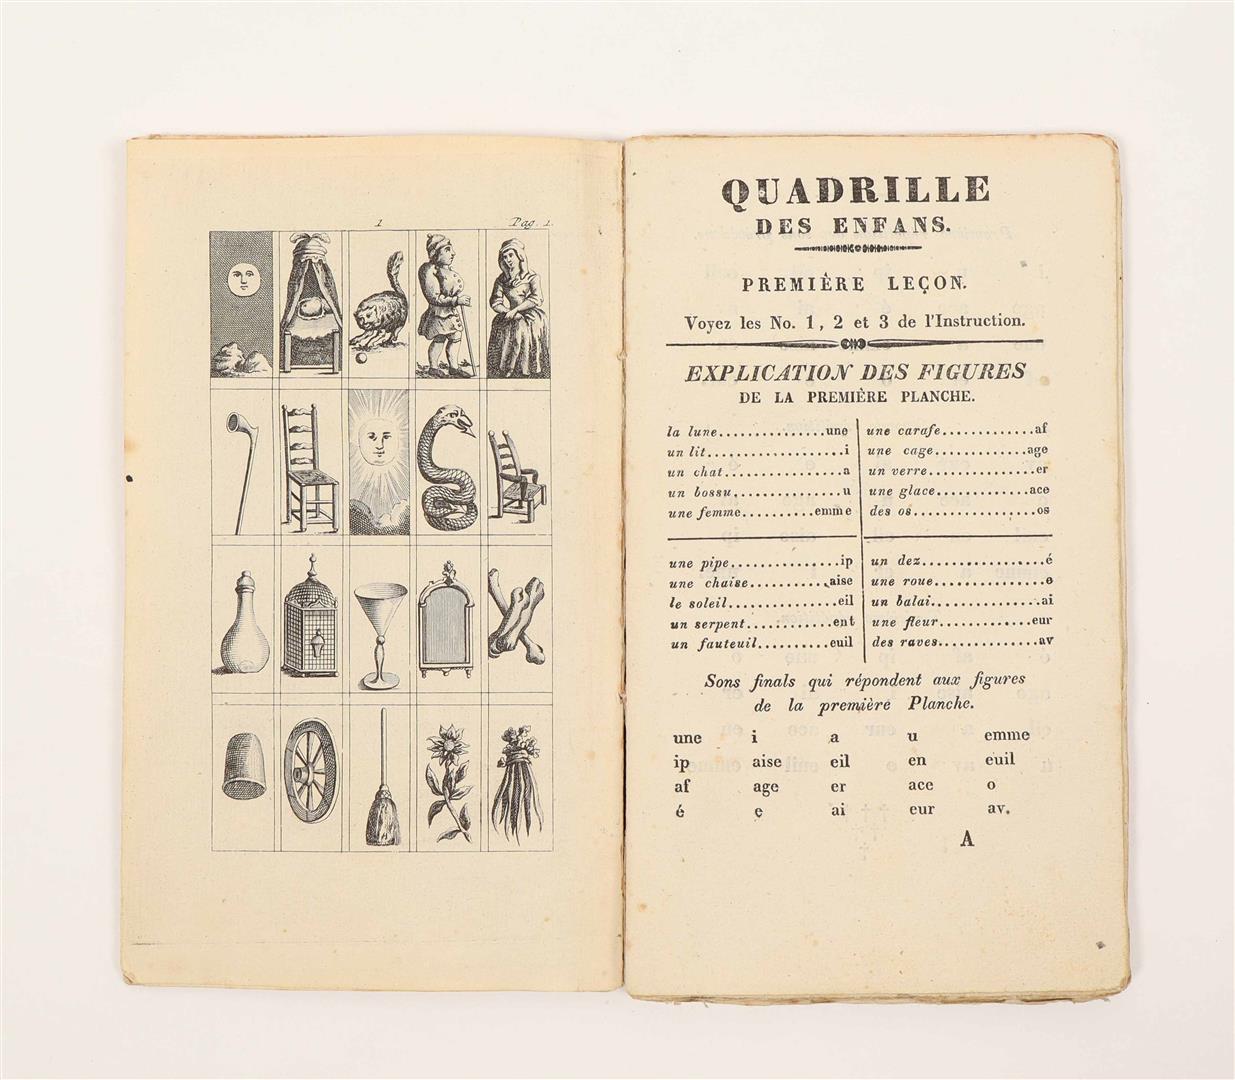 1 Pag. 1.
QUADRILLE
DES ENFANS.
PREMIÈRE LEÇON.
Voyez les No. 1, 2 et 3 de l'Instruction.
EXPLICATION DES FIGURES
DE LA PREMIÈRE PLANCHE.
la lune...............une
un lit....................i
un chat.................a
un bossu................u
une femme..........emme
une carafe.............af
une cage.............age
un verre...............er
une glace.............ace
des os..................os
une pipe................ip
une chaise...........aise
le soleil................eil
un serpent............ent
un fauteuil..........euil
un dez..................é
une roue................e
un balai................ai
une fleur.............eur
des raves..............av
Sons finals qui répondent aux figures
de la première Planche.
une i a u emme
ip aise eil en euil
af age er ace o
é e ai eur av.
A